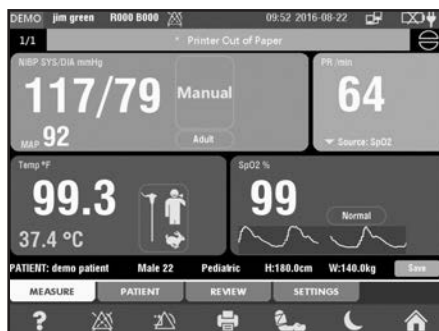 DEMO jim green R000 B000 09:52 2016-08-22
1/1 * Printer Out of Paper
NIBP SYS/DIA mmHg PR /min
117/79 Manual 64
MAP 92 Adult Source: SpO2
Temp °F SpO2 %
99.3 99
Normal
37.4 °C
PATIENT: demo patient Male 22 Pediatric H:180.0cm W:140.0kg Save
MEASURE PATIENT REVIEW SETTINGS
?